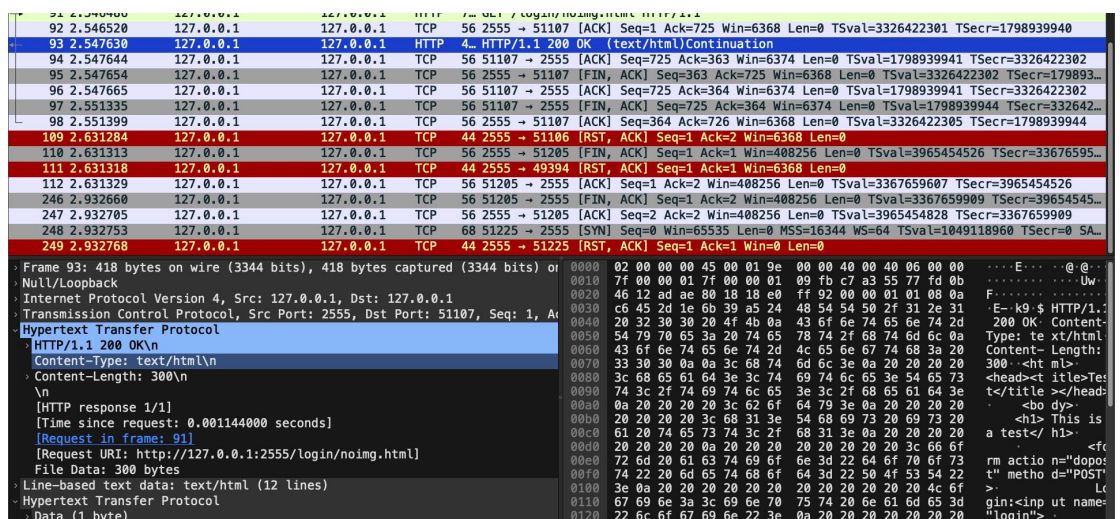 91 2.546486 127.0.0.1 127.0.0.1 HTTP 7… GET /login/noimg.html HTTP/1.1
92 2.546520 127.0.0.1 127.0.0.1 TCP 56 2555 → 51107 [ACK] Seq=1 Ack=725 Win=6368 Len=0 TSval=3326422301 TSecr=1798939940
93 2.547630 127.0.0.1 127.0.0.1 HTTP 4… HTTP/1.1 200 OK (text/html)Continuation
94 2.547644 127.0.0.1 127.0.0.1 TCP 56 51107 → 2555 [ACK] Seq=725 Ack=363 Win=6374 Len=0 TSval=1798939941 TSecr=3326422302
95 2.547654 127.0.0.1 127.0.0.1 TCP 56 2555 → 51107 [FIN, ACK] Seq=363 Ack=725 Win=6368 Len=0 TSval=3326422302 TSecr=179893…
96 2.547665 127.0.0.1 127.0.0.1 TCP 56 51107 → 2555 [ACK] Seq=725 Ack=364 Win=6374 Len=0 TSval=1798939941 TSecr=3326422302
97 2.551335 127.0.0.1 127.0.0.1 TCP 56 51107 → 2555 [FIN, ACK] Seq=725 Ack=364 Win=6374 Len=0 TSval=1798939944 TSecr=332642…
98 2.551399 127.0.0.1 127.0.0.1 TCP 56 2555 → 51107 [ACK] Seq=364 Ack=726 Win=6368 Len=0 TSval=3326422305 TSecr=1798939944
109 2.631284 127.0.0.1 127.0.0.1 TCP 44 2555 → 51106 [RST, ACK] Seq=1 Ack=2 Win=6368 Len=0
110 2.631313 127.0.0.1 127.0.0.1 TCP 56 2555 → 51205 [FIN, ACK] Seq=1 Ack=1 Win=408256 Len=0 TSval=3965454526 TSecr=33676595…
111 2.631318 127.0.0.1 127.0.0.1 TCP 44 2555 → 49394 [RST, ACK] Seq=1 Ack=1 Win=6368 Len=0
112 2.631329 127.0.0.1 127.0.0.1 TCP 56 51205 → 2555 [ACK] Seq=1 Ack=2 Win=408256 Len=0 TSval=3367659607 TSecr=3965454526
246 2.932660 127.0.0.1 127.0.0.1 TCP 56 51205 → 2555 [FIN, ACK] Seq=1 Ack=2 Win=408256 Len=0 TSval=3367659909 TSecr=39654545…
247 2.932705 127.0.0.1 127.0.0.1 TCP 56 2555 → 51205 [ACK] Seq=2 Ack=2 Win=408256 Len=0 TSval=3965454828 TSecr=3367659909
248 2.932753 127.0.0.1 127.0.0.1 TCP 68 51225 → 2555 [SYN] Seq=0 Win=65535 Len=0 MSS=16344 WS=64 TSval=1049118960 TSecr=0 SA…
249 2.932768 127.0.0.1 127.0.0.1 TCP 44 2555 → 51225 [RST, ACK] Seq=1 Ack=1 Win=0 Len=0
Frame 93: 418 bytes on wire (3344 bits), 418 bytes captured (3344 bits) on
Null/Loopback
Internet Protocol Version 4, Src: 127.0.0.1, Dst: 127.0.0.1
Transmission Control Protocol, Src Port: 2555, Dst Port: 51107, Seq: 1, Ac
Hypertext Transfer Protocol
HTTP/1.1 200 OK\n
Content-Type: text/html\n
Content-Length: 300\n
\n
[HTTP response 1/1]
[Time since request: 0.001144000 seconds]
[Request in frame: 91]
[Request URI: http://127.0.0.1:2555/login/noimg.html]
File Data: 300 bytes
Line-based text data: text/html (12 lines)
Hypertext Transfer Protocol
Data (1 byte)
0000 02 00 00 00 45 00 01 9e 00 00 40 00 40 06 00 00 ····E··· ··@·@···
0010 7f 00 00 01 7f 00 00 01 09 fb c7 a3 55 77 fd 0b ········ ····Uw··
0020 46 12 ad ae 80 18 18 e0 ff 92 00 00 01 01 08 0a F······· ········
0030 c6 45 2d 1e 6b 39 a5 24 48 54 54 50 2f 31 2e 31 ·E-·k9·$ HTTP/1.1
0040 20 32 30 30 20 4f 4b 0a 43 6f 6e 74 65 6e 74 2d 200 OK· Content-
0050 54 79 70 65 3a 20 74 65 78 74 2f 68 74 6d 6c 0a Type: te xt/html·
0060 43 6f 6e 74 65 6e 74 2d 4c 65 6e 67 74 68 3a 20 Content- Length:
0070 33 30 30 0a 0a 3c 68 74 6d 6c 3e 0a 20 20 20 20 300··<ht ml>·
0080 3c 68 65 61 64 3e 3c 74 69 74 6c 65 3e 54 65 73 <head><t itle>Tes
0090 74 3c 2f 74 69 74 6c 65 3e 3c 2f 68 65 61 64 3e t</title ></head>
00a0 0a 20 20 20 20 3c 62 6f 64 79 3e 0a 20 20 20 20 · <bo dy>·
00b0 20 20 20 20 3c 68 31 3e 54 68 69 73 20 69 73 20 <h1> This is
00c0 61 20 74 65 73 74 3c 2f 68 31 3e 0a 20 20 20 20 a test</ h1>·
00d0 20 20 20 20 0a 20 20 20 20 20 20 20 20 3c 66 6f · <fo
00e0 72 6d 20 61 63 74 69 6f 6e 3d 22 64 6f 70 6f 73 rm actio n="dopos
00f0 74 22 20 6d 65 74 68 6f 64 3d 22 50 4f 53 54 22 t" metho d="POST"
0100 3e 0a 20 20 20 20 20 20 20 20 20 20 20 20 4c 6f >· Lo
0110 67 69 6e 3a 3c 69 6e 70 75 74 20 6e 61 6d 65 3d gin:<inp ut name=
0120 22 6c 6f 67 69 6e 22 3e 0a 20 20 20 20 20 20 20 "login"> ·